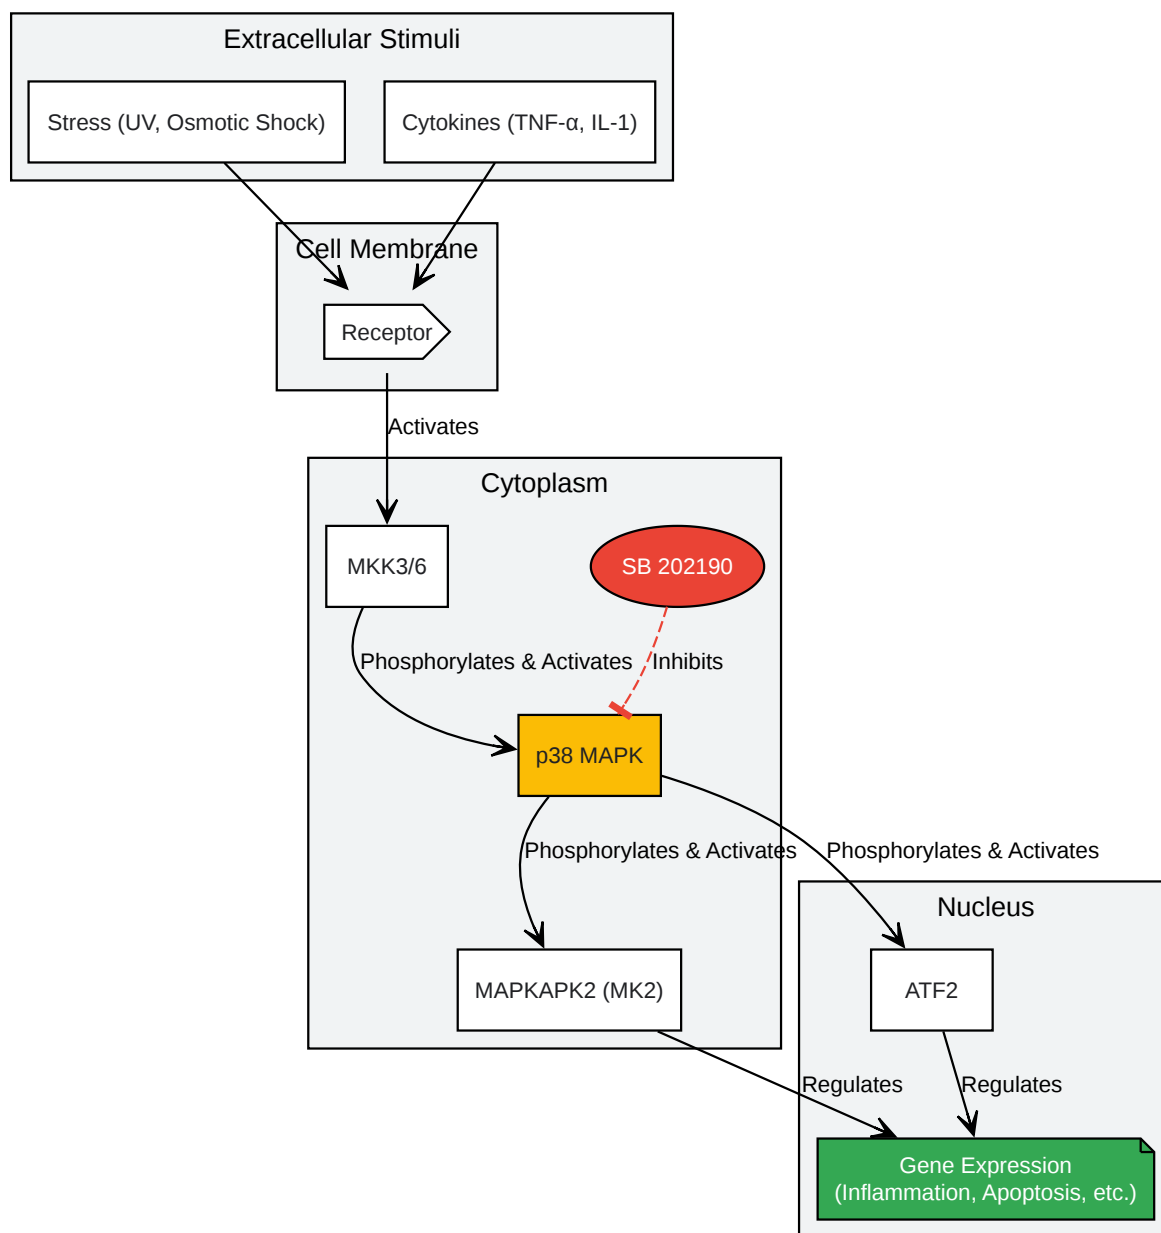 Extracellular Stimuli
Stress (UV, Osmotic Shock)
Cytokines (TNF-α, IL-1)
Cell Membrane
Receptor
Activates
Cytoplasm
MKK3/6
SB 202190
Phosphorylates & Activates
Inhibits
p38 MAPK
Phosphorylates & Activates
Phosphorylates & Activates
Nucleus
MAPKAPK2 (MK2)
ATF2
Regulates
Regulates
Gene Expression
(Inflammation, Apoptosis, etc.)